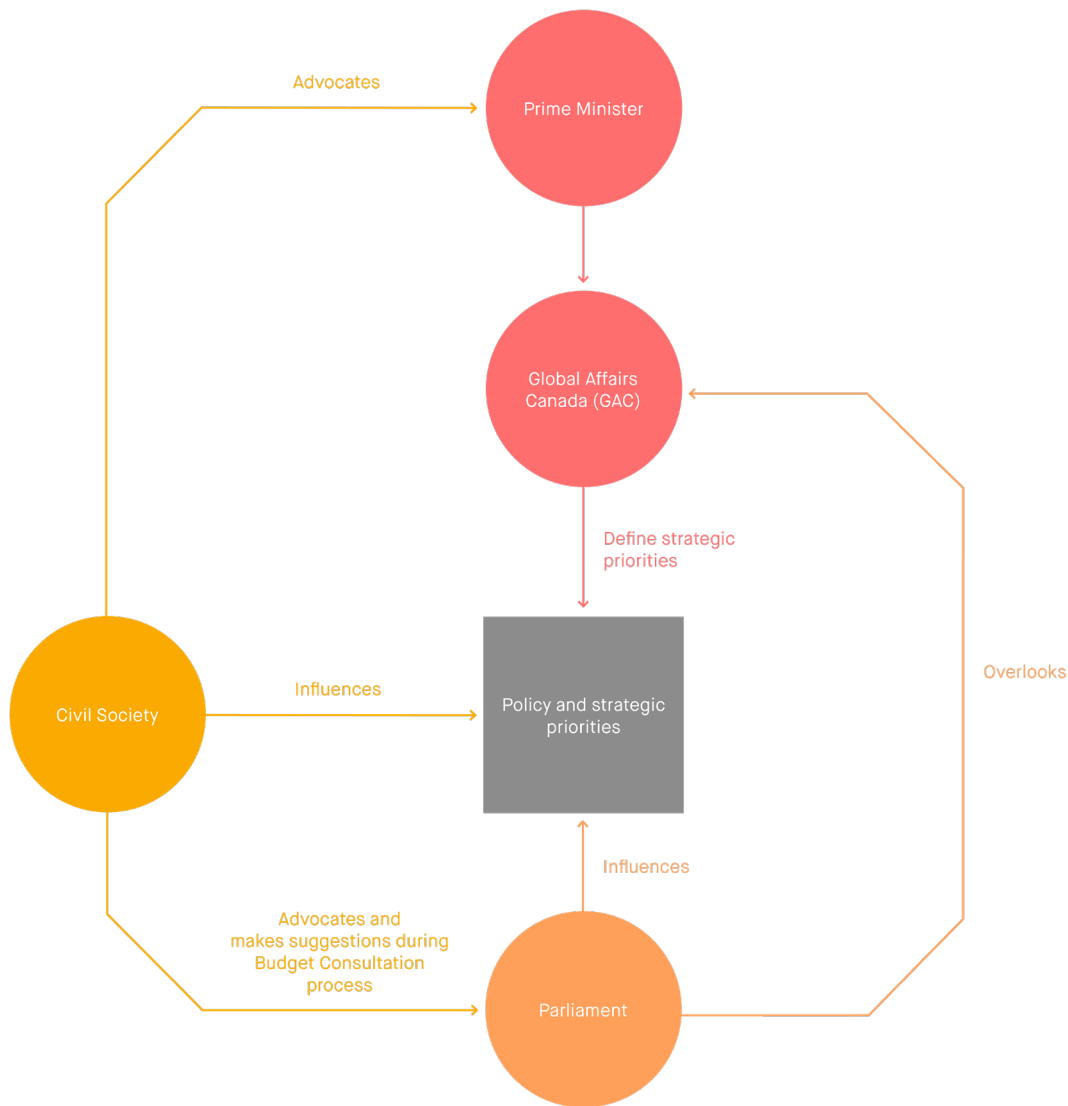 Advocates
Prime Minister
Global Affairs
Canada (GAC)
Define strategic
priorities
Overlooks
Influences
Civil Society
Policy and strategic
priorities
Influences
Advocates and
makes suggestions during
Budget Consultation
process
Parliament